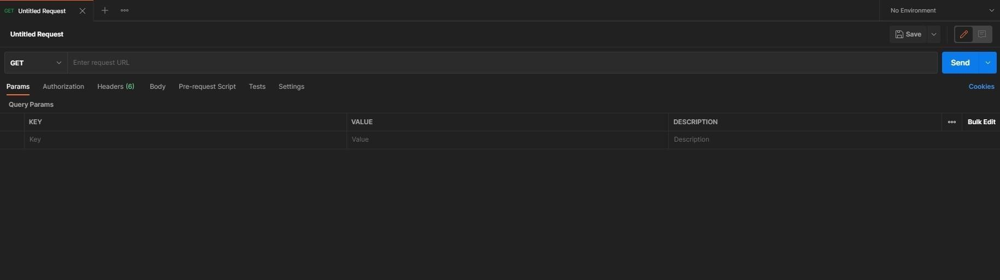 GET Untitled Request
No Environment
Untitled Request
Save
GET Enter request URL Send
Params Authorization Headers (6) Body Pre-request Script Tests Settings Cookies
Query Params
KEY VALUE DESCRIPTION Bulk Edit
Key Value Description